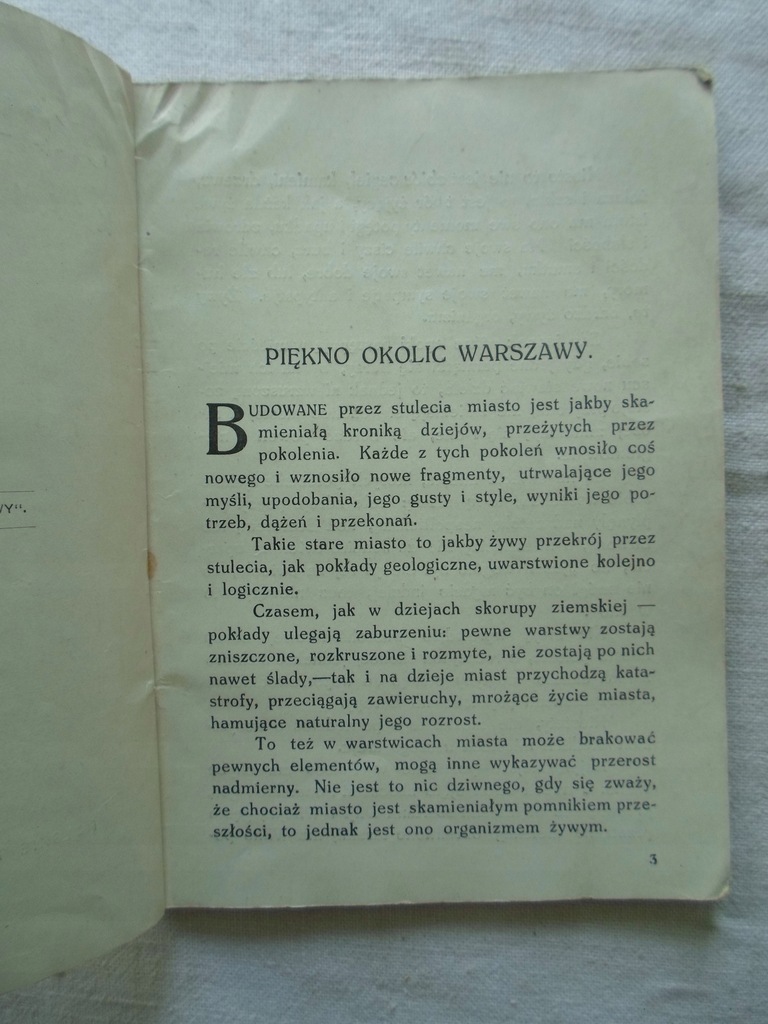 VY“.
PIĘKNO OKOLIC WARSZAWY.
BUDOWANE przez stulecia miasto jest jakby ska-
mieniałą kroniką dziejów, przeżytych przez
pokolenia. Każde z tych pokoleń wnosiło coś
nowego i wznosiło nowe fragmenty, utrwalające jego
myśli, upodobania, jego gusty i style, wyniki jego po-
trzeb, dążeń i przekonań.
Takie stare miasto to jakby żywy przekrój przez
stulecia, jak pokłady geologiczne, uwarstwione kolejno
i logicznie.
Czasem, jak w dziejach skorupy ziemskiej —
pokłady ulegają zaburzeniu: pewne warstwy zostają
zniszczone, rozkruszone i rozmyte, nie zostają po nich
nawet ślady,—tak i na dzieje miast przychodzą kata-
strofy, przeciągają zawieruchy, mrożące życie miasta,
hamujące naturalny jego rozrost.
To też w warstwicach miasta może brakować
pewnych elementów, mogą inne wykazywać przerost
nadmierny. Nie jest to nic dziwnego, gdy się zważy,
że chociaż miasto jest skamieniałym pomnikiem prze-
szłości, to jednak jest ono organizmem żywym.
3